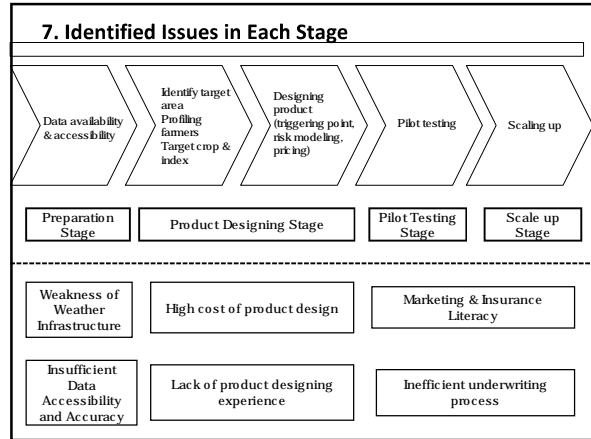 7. Identified Issues in Each Stage
Data availability
& accessibility
Identify target
area
Profiling
farmers
Target crop &
index
Designing
product
(triggering point,
risk modeling,
pricing)
Pilot testing
Scaling up
Preparation
Stage
Product Designing Stage
Pilot Testing
Stage
Scale up
Stage
Weakness of
Weather
Infrastructure
High cost of product design
Marketing & Insurance
Literacy
Insufficient
Data
Accessibility
and Accuracy
Lack of product designing
experience
Inefficient underwriting
process